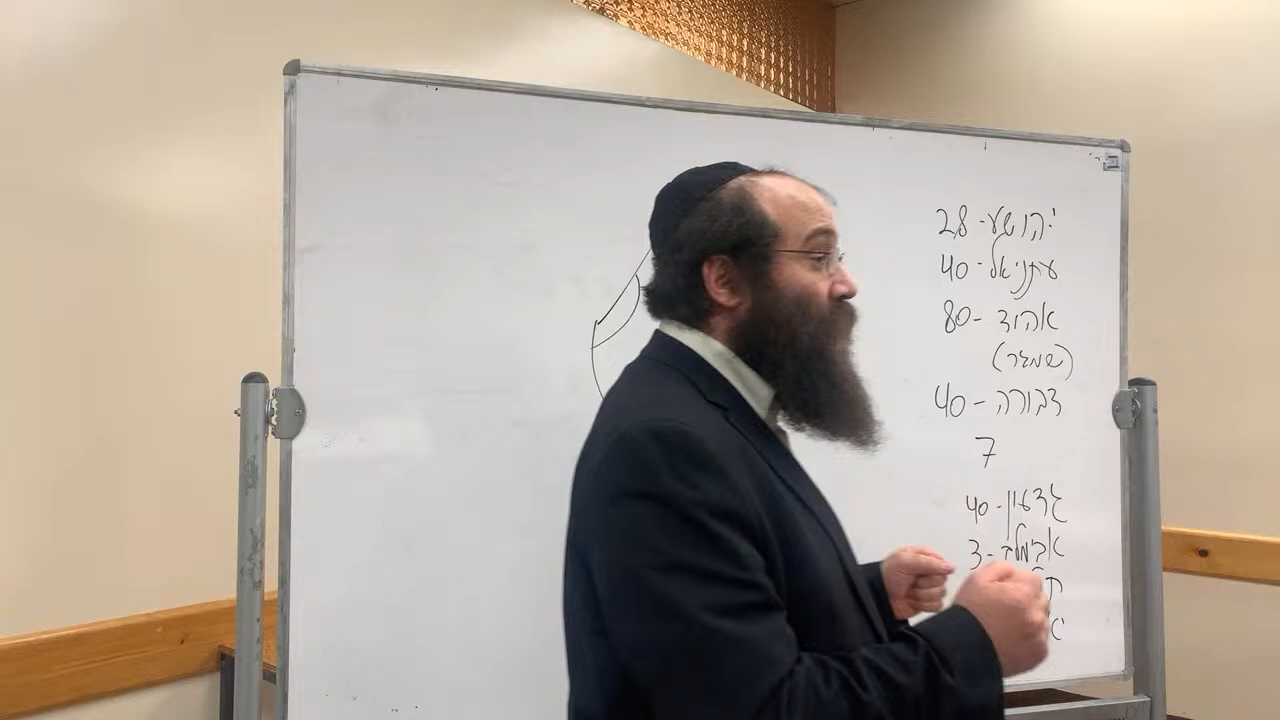 יהושע- 28
עתניאל- 40
אהוד- 80
(שמגר)
דבורה- 40
7
גדעון- 40
אבימלך- 3